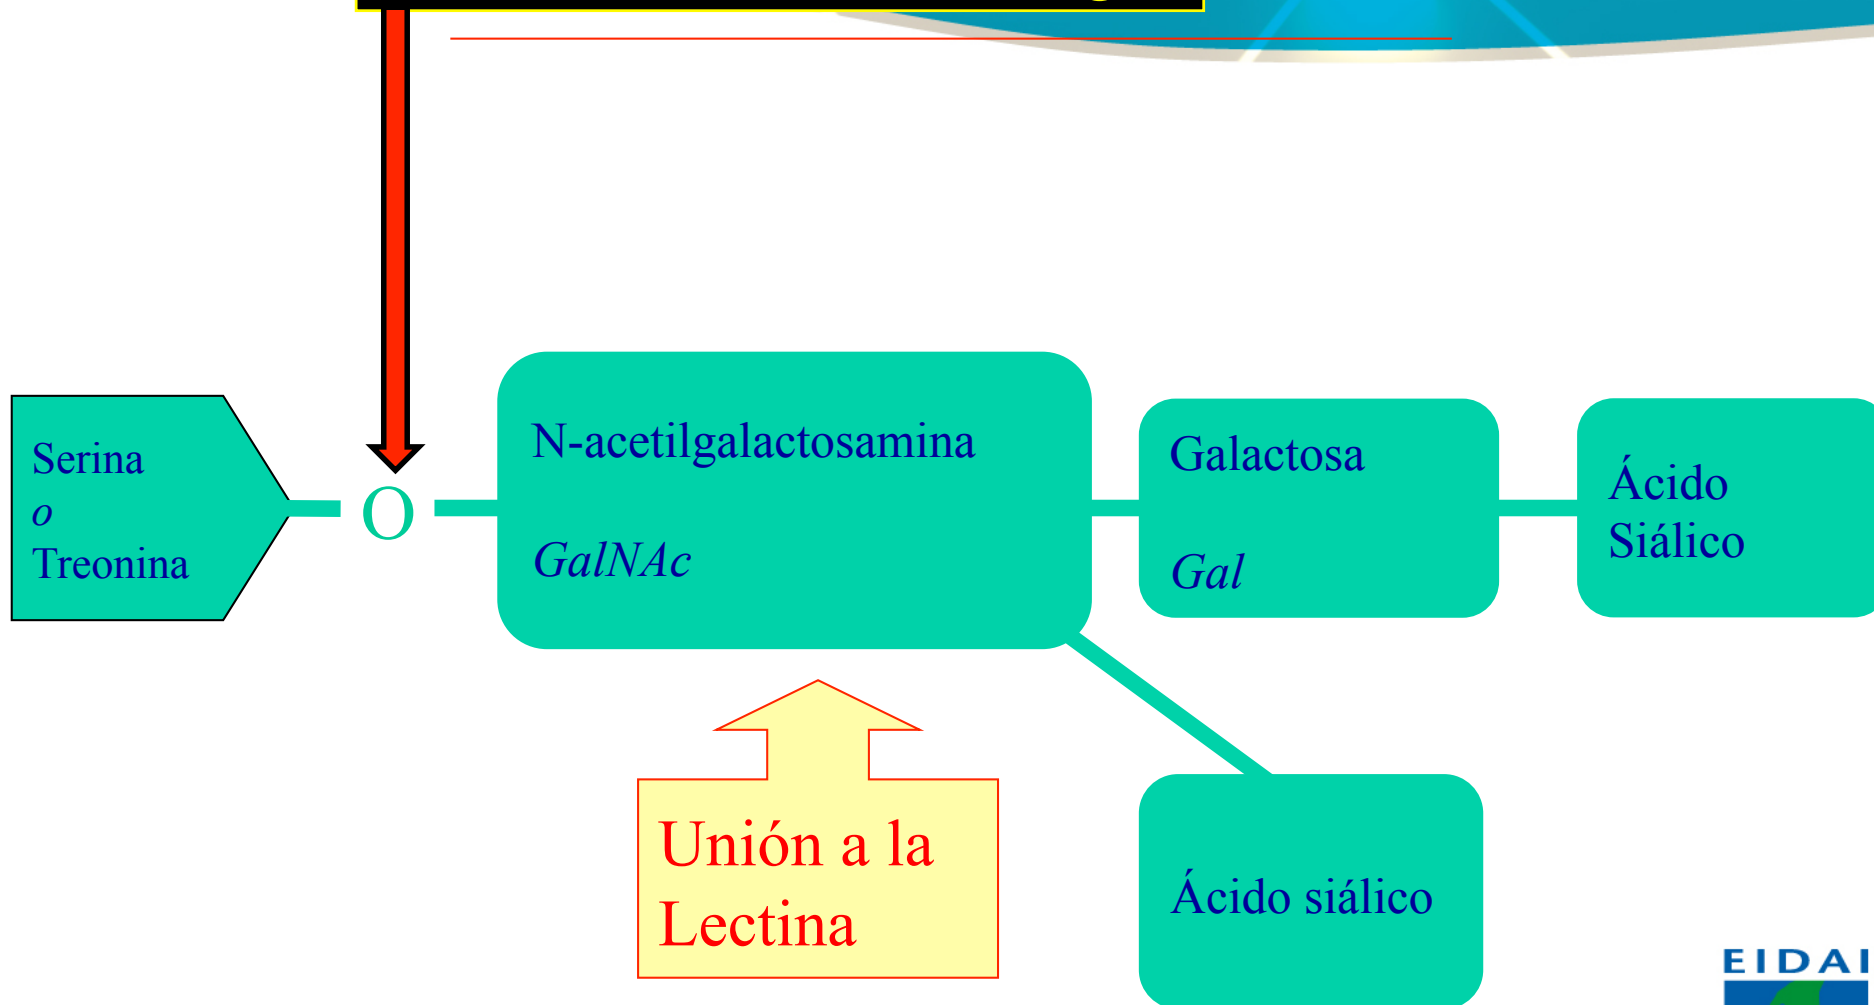 Serina
o
Treonina
O
N-acetilgalactosamina
GalNAc
Galactosa
Gal
Ácido
Siálico
Unión a la
Lectina
Ácido siálico
EIDAI